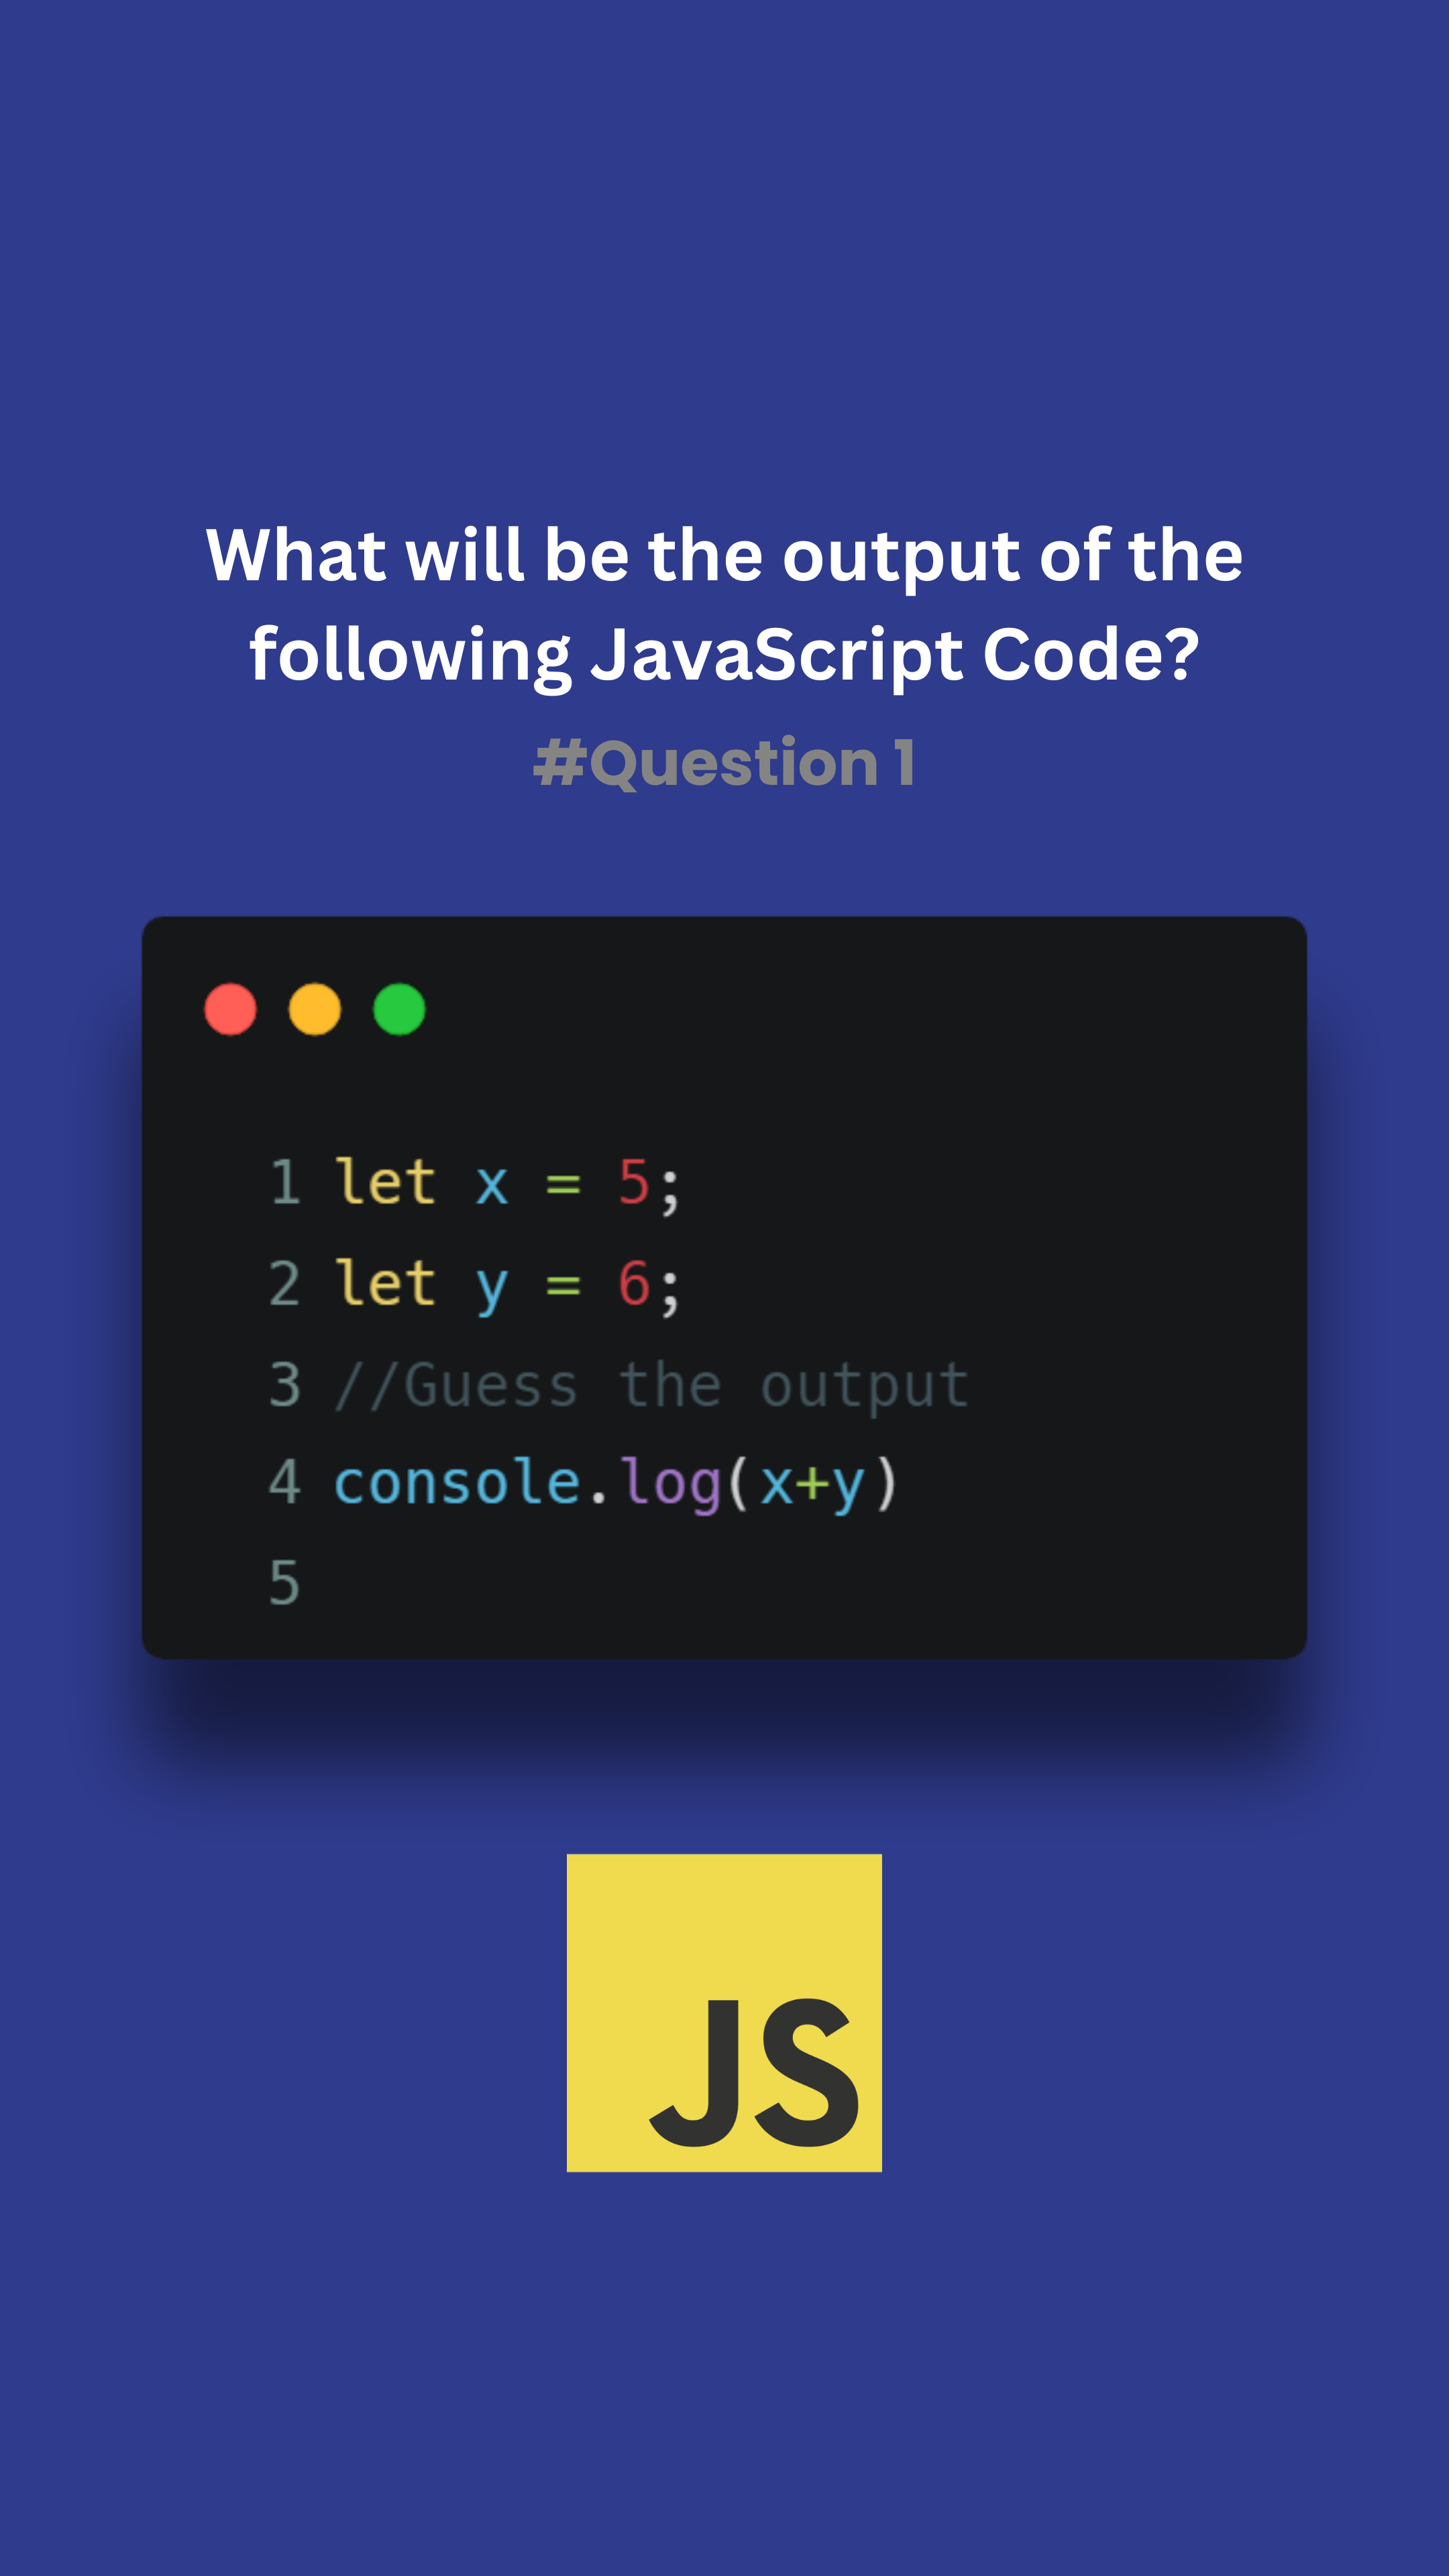 What will be the output of the
following JavaScript Code?
#Question 1
1 let x = 5;
2 let y = 6;
3 //Guess the output
4 console.log(x+y)
5
JS